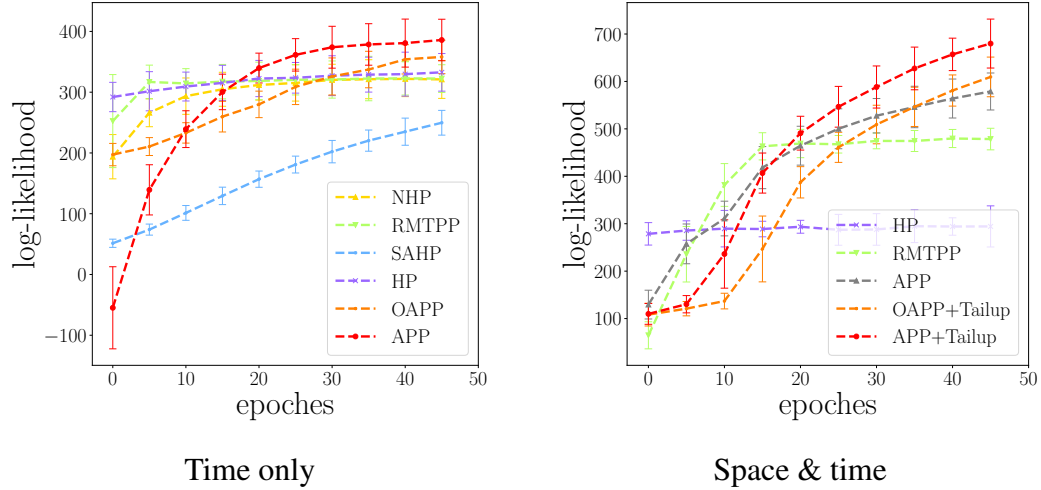 log-likelihood
400
300
200
100
0
−100
NHP
RMTPP
SAHP
HP
OAPP
APP
0 10 20 30 40 50
epoches
Time only
log-likelihood
700
600
500
400
300
200
100
HP
RMTPP
APP
OAPP+Tailup
APP+Tailup
0 10 20 30 40 50
epoches
Space & time